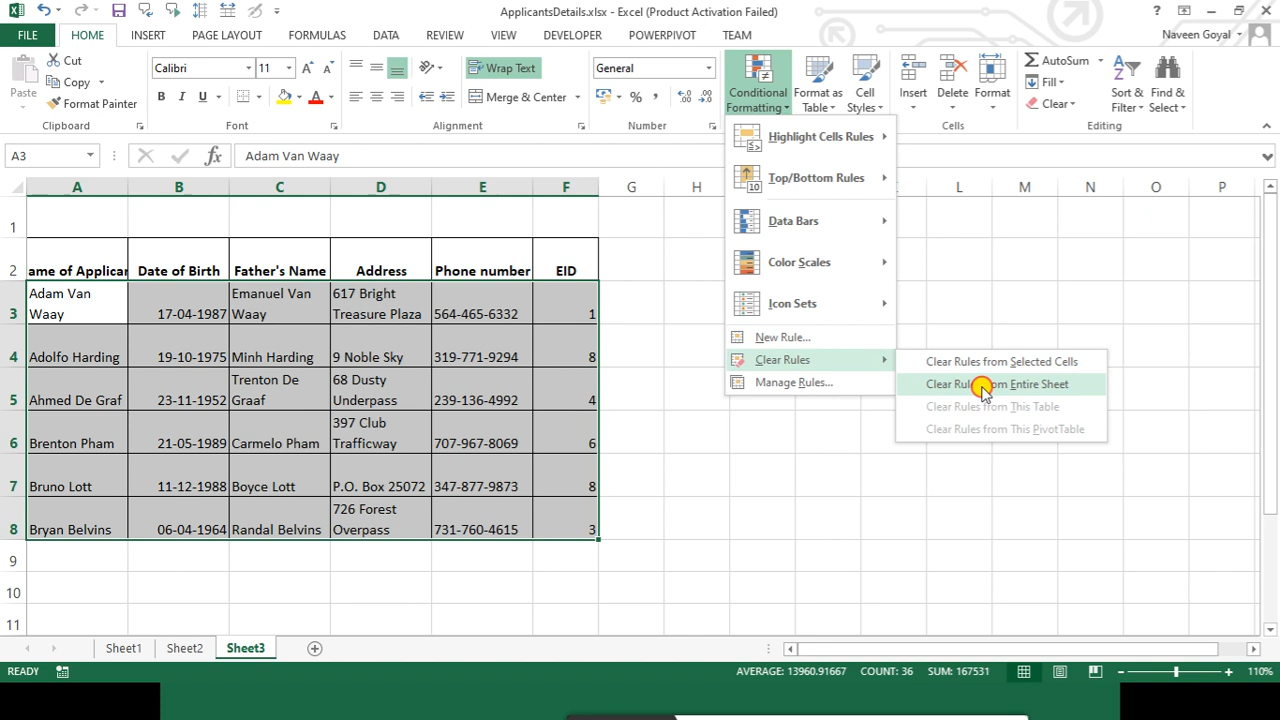 ApplicantsDetails.xlsx - Excel (Product Activation Failed)
FILE HOME INSERT PAGE LAYOUT FORMULAS DATA REVIEW VIEW DEVELOPER POWERPIVOT TEAM Naveen Goyal
Paste
Cut
Copy
Format Painter
Clipboard
Calibri 11
B I U A
Font
Wrap Text
Merge & Center
Alignment
General
%
Number
Conditional Formatting
Format as Table
Cell Styles
Insert Delete Format
Cells
AutoSum
Fill
Clear
Sort & Filter
Find & Select
Editing
A3 fx Adam Van Waay
A B C D E F G H L M N O P
1
2 ame of Applicar Date of Birth Father's Name Address Phone number EID
3 Adam Van Waay 17-04-1937 Emanuel Van Waay 617 Bright Treasure Plaza 564-465-6332 1
4 Adolfo Harding 19-10-1975 Minh Harding 9 Noble Sky 319-771-9294 8
5 Ahmed De Graf 23-11-1952 Trenton De Graaf 68 Dusty Underpass 239-136-4992 4
6 Brenton Pham 21-05-1989 Carmelo Pham 397 Club Trafficway 707-967-8069 6
7 Bruno Lott 11-12-1988 Boyce Lott P.O. Box 25072 347-877-9873 8
8 Bryan Belvins 06-04-1964 Randal Belvins 726 Forest Overpass 731-760-4615 3
9
10
11
Highlight Cells Rules
Top/Bottom Rules
Data Bars
Color Scales
Icon Sets
New Rule...
Clear Rules
Manage Rules...
Clear Rules from Selected Cells
Clear Rul om Entire Sheet
Clear Rules from This Table
Clear Rules from This PivotTable
Sheet1 Sheet2 Sheet3
READY AVERAGE: 13960.91667 COUNT: 36 SUM: 167531 110%